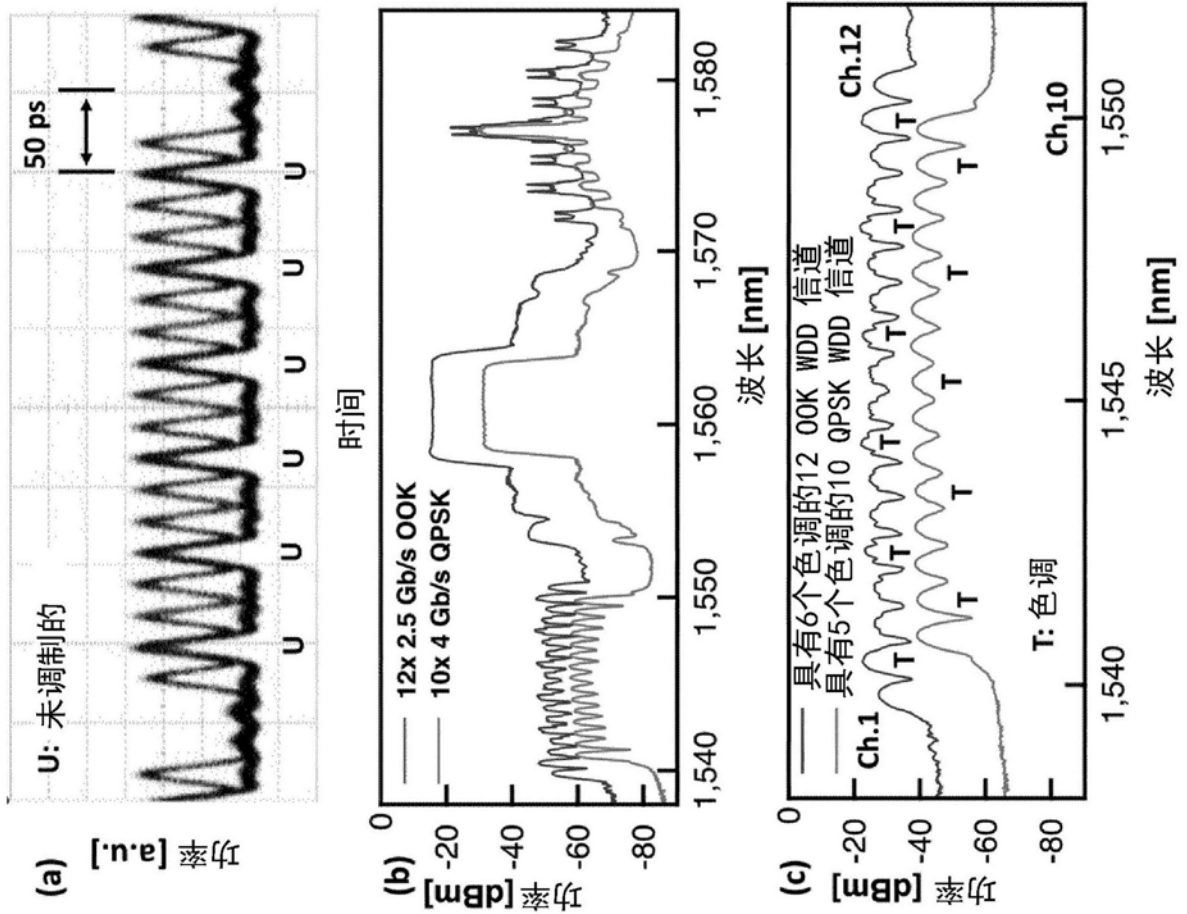 (a)
功率 [a.u.]
U: 未调制的
50 ps
U
U
U
U
U
U
时间
(b)
功率 [dBm]
0
-20
-40
-60
-80
12x 2.5 Gb/s OOK
10x 4 Gb/s QPSK
1,540
1,550
1,560
1,570
1,580
波长 [nm]
(c)
功率 [dBm]
0
-20
-40
-60
-80
具有6个色调的12 OOK WDD 信道
具有5个色调的10 QPSK WDD 信道
Ch.1
Ch.12
T
T
T
T
T
T
T
T
T
T
T
T: 色调
Ch.10
1,540
1,545
1,550
波长 [nm]